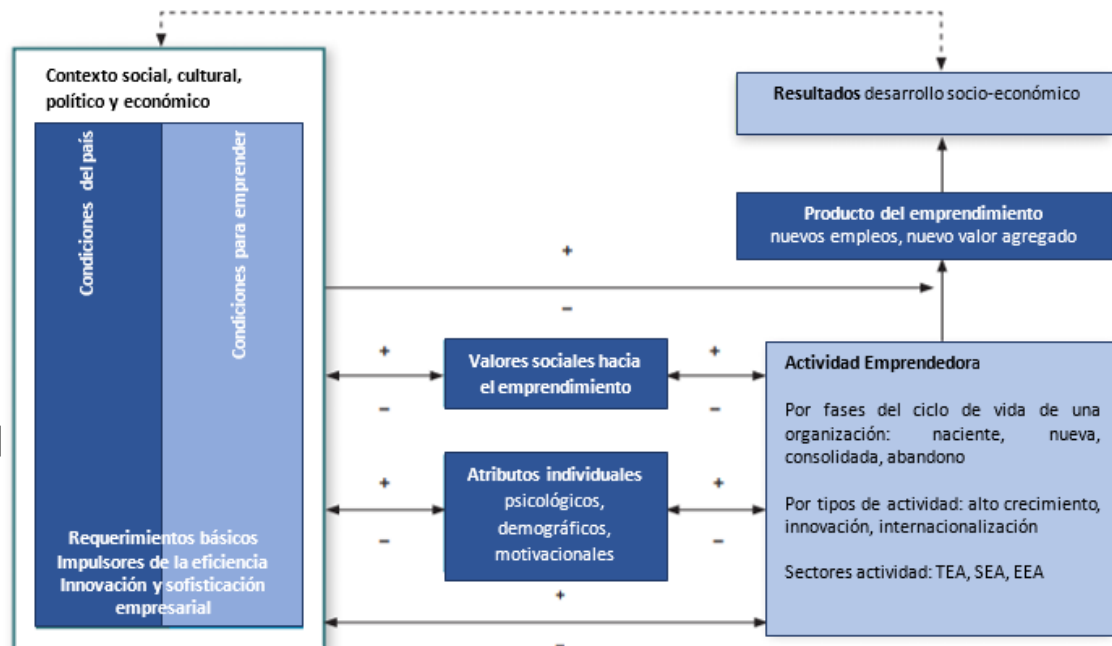 Contexto social, cultural,
político y económico
Condiciones del país
Condiciones para emprender
Requerimientos básicos
Impulsores de la eficiencia
Innovación y sofisticación
empresarial
+
−
+
−
Valores sociales hacia
el emprendimiento
+
−
+
−
Atributos individuales
psicológicos,
demográficos,
motivacionales
+
−
+
−
Resultados desarrollo socio-económico
Producto del emprendimiento
nuevos empleos, nuevo valor agregado
Actividad Emprendedora
Por fases del ciclo de vida de una
organización: naciente, nueva,
consolidada, abandono
Por tipos de actividad: alto crecimiento,
innovación, internacionalización
Sectores actividad: TEA, SEA, EEA